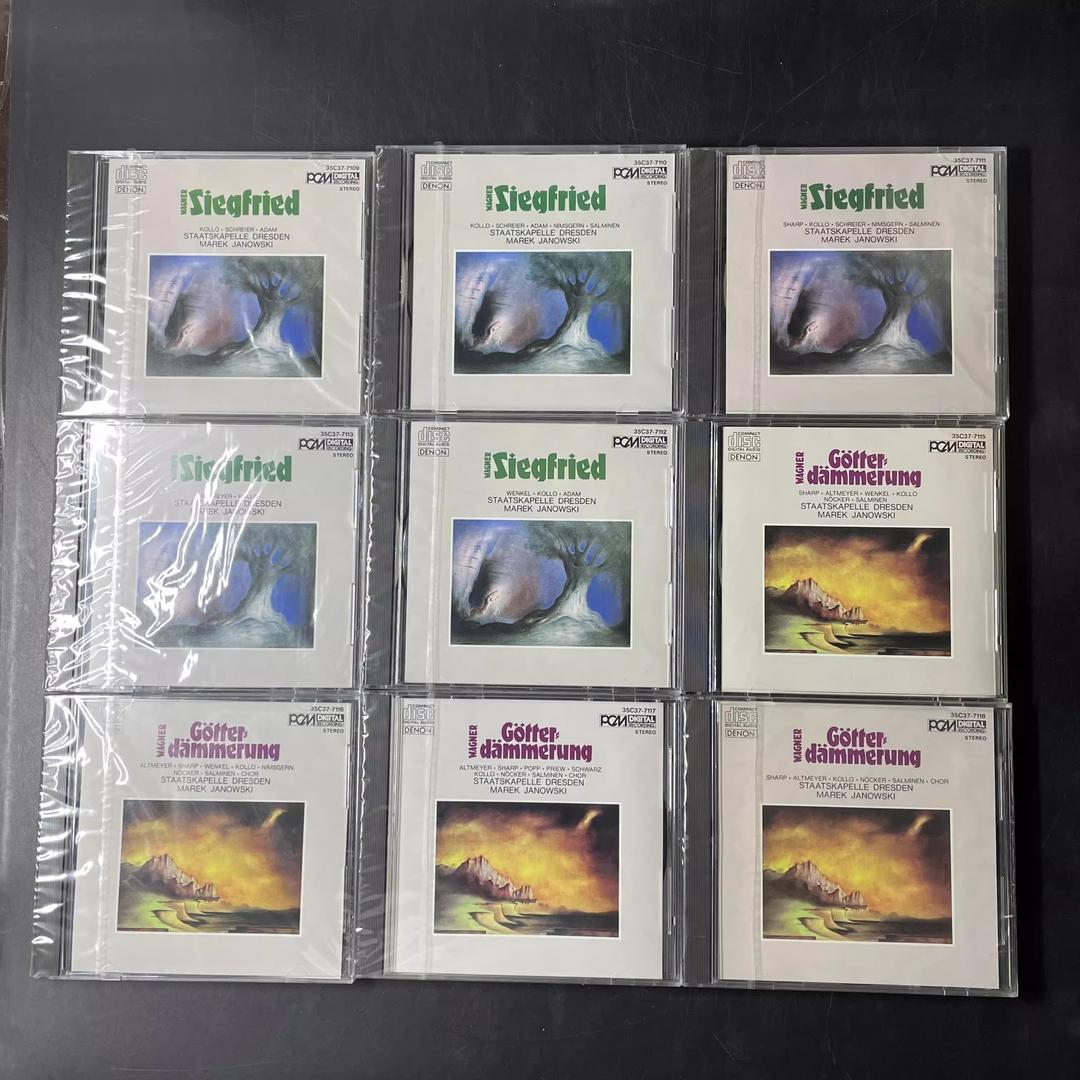 COMPACT
disc
DIGITAL AUDIO
DENON
35C37-7109
PCM DIGITAL RECORDING
STEREO
WAGNER Siegfried
KOLLO • SCHREIER • ADAM
STAATSKAPELLE DRESDEN
MAREK JANOWSKI
COMPACT
disc
DIGITAL AUDIO
DENON
35C37-7110
PCM DIGITAL RECORDING
STEREO
WAGNER Siegfried
KOLLO • SCHREIER • ADAM • NIMSGERN • SALMINEN
STAATSKAPELLE DRESDEN
MAREK JANOWSKI
COMPACT
disc
DIGITAL AUDIO
DENON
35C37-7111
PCM DIGITAL RECORDING
STEREO
WAGNER Siegfried
SHARP • KOLLO • SCHREIER • NIMSGERN • SALMINEN
STAATSKAPELLE DRESDEN
MAREK JANOWSKI
35C37-7113
PCM DIGITAL RECORDING
STEREO
Siegfried
STAATSKAPELLE DRESDEN
MAREK JANOWSKI
COMPACT
disc
DIGITAL AUDIO
DENON
35C37-7112
PCM DIGITAL RECORDING
STEREO
WAGNER Siegfried
WENKEL • KOLLO • ADAM
STAATSKAPELLE DRESDEN
MAREK JANOWSKI
COMPACT
disc
DIGITAL AUDIO
DENON
35C37-7115
PCM DIGITAL RECORDING
STEREO
WAGNER Götter-
dämmerung
SHARP • ALTMEYER • WENKEL • KOLLO
NÖCKER • SALMINEN
STAATSKAPELLE DRESDEN
MAREK JANOWSKI
35C37-7116
PCM DIGITAL RECORDING
STEREO
WAGNER Götter-
dämmerung
ALTMEYER • SHARP • WENKEL • KOLLO • NIMSGERN
NÖCKER • SALMINEN • CHOR
STAATSKAPELLE DRESDEN
MAREK JANOWSKI
COMPACT
disc
DIGITAL AUDIO
DENON
35C37-7117
PCM DIGITAL RECORDING
STEREO
WAGNER Götter-
dämmerung
ALTMEYER • SHARP • POPP • PRIEW • SCHWARZ
KOLLO • NÖCKER • SALMINEN • CHOR
STAATSKAPELLE DRESDEN
MAREK JANOWSKI
COMPACT
disc
DIGITAL AUDIO
DENON
35C37-7118
PCM DIGITAL RECORDING
STEREO
WAGNER Götter-
dämmerung
SHARP • ALTMEYER • KOLLO • NÖCKER • SALMINEN • CHOR
STAATSKAPELLE DRESDEN
MAREK JANOWSKI